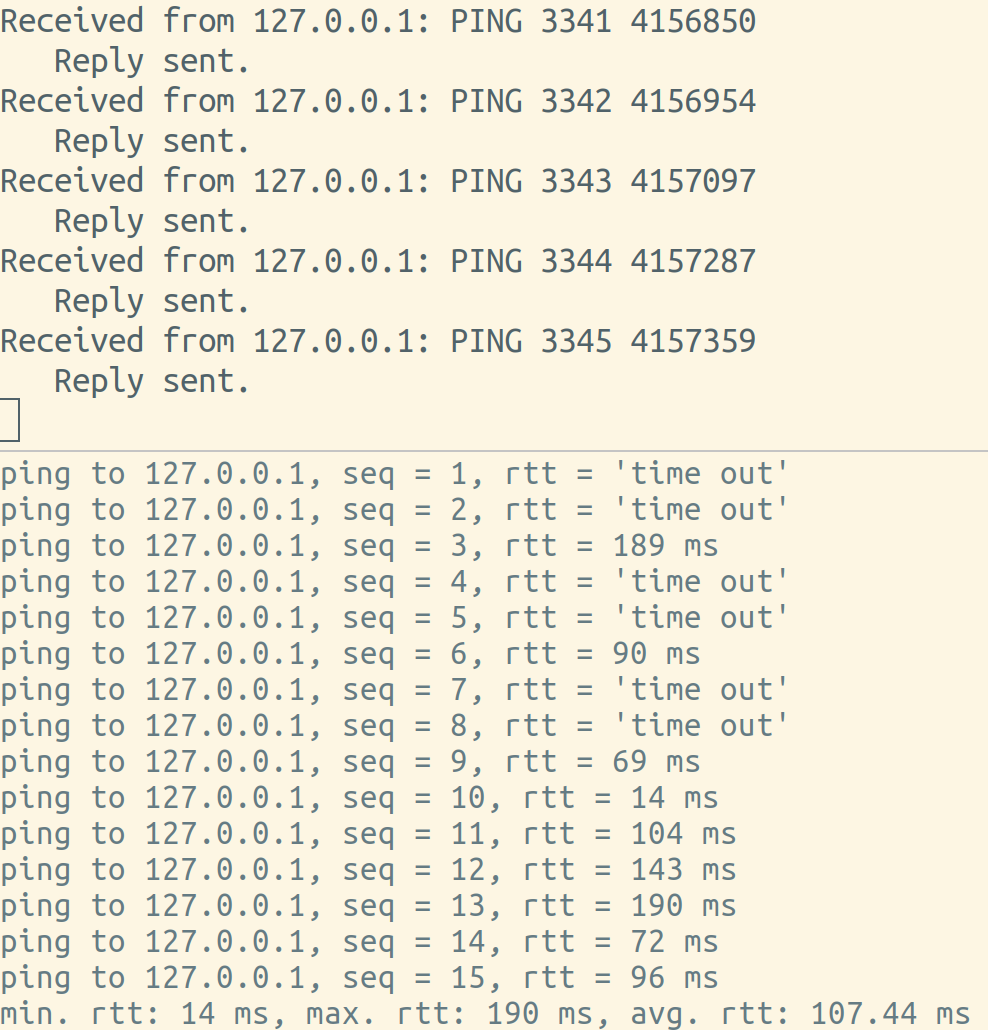 Received from 127.0.0.1: PING 3341 4156850
Reply sent.
Received from 127.0.0.1: PING 3342 4156954
Reply sent.
Received from 127.0.0.1: PING 3343 4157097
Reply sent.
Received from 127.0.0.1: PING 3344 4157287
Reply sent.
Received from 127.0.0.1: PING 3345 4157359
Reply sent.
ping to 127.0.0.1, seq = 1, rtt = 'time out'
ping to 127.0.0.1, seq = 2, rtt = 'time out'
ping to 127.0.0.1, seq = 3, rtt = 189 ms
ping to 127.0.0.1, seq = 4, rtt = 'time out'
ping to 127.0.0.1, seq = 5, rtt = 'time out'
ping to 127.0.0.1, seq = 6, rtt = 90 ms
ping to 127.0.0.1, seq = 7, rtt = 'time out'
ping to 127.0.0.1, seq = 8, rtt = 'time out'
ping to 127.0.0.1, seq = 9, rtt = 69 ms
ping to 127.0.0.1, seq = 10, rtt = 14 ms
ping to 127.0.0.1, seq = 11, rtt = 104 ms
ping to 127.0.0.1, seq = 12, rtt = 143 ms
ping to 127.0.0.1, seq = 13, rtt = 190 ms
ping to 127.0.0.1, seq = 14, rtt = 72 ms
ping to 127.0.0.1, seq = 15, rtt = 96 ms
min. rtt: 14 ms, max. rtt: 190 ms, avg. rtt: 107.44 ms